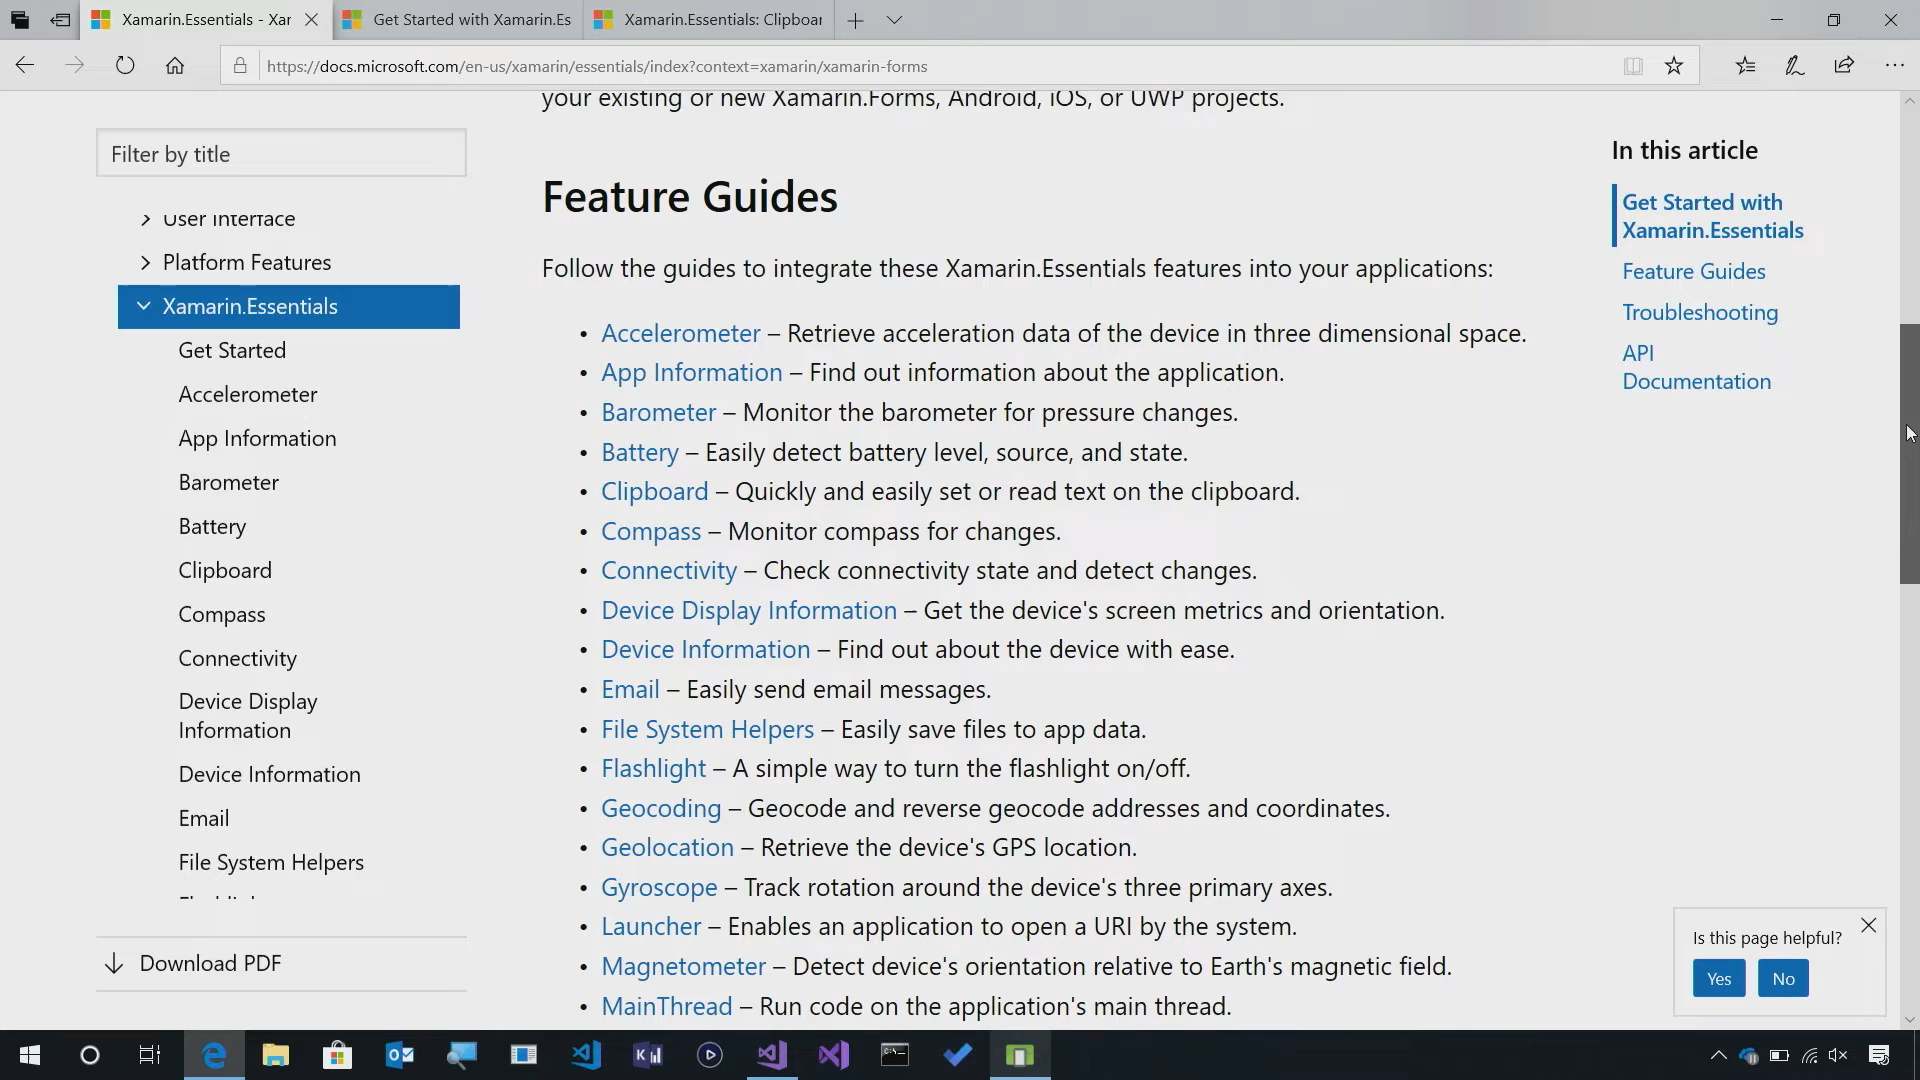 Xamarin.Essentials - Xar
Get Started with Xamarin.Es
Xamarin.Essentials: Clipboar
https://docs.microsoft.com/en-us/xamarin/essentials/index?context=xamarin/xamarin-forms
your existing or new Xamarin.Forms, Android, iOS, or UWP projects.
Filter by title
User Interface
Platform Features
Xamarin.Essentials
Get Started
Accelerometer
App Information
Barometer
Battery
Clipboard
Compass
Connectivity
Device Display
Information
Device Information
Email
File System Helpers
Download PDF
Feature Guides
Follow the guides to integrate these Xamarin.Essentials features into your applications:
• Accelerometer – Retrieve acceleration data of the device in three dimensional space.
• App Information – Find out information about the application.
• Barometer – Monitor the barometer for pressure changes.
• Battery – Easily detect battery level, source, and state.
• Clipboard – Quickly and easily set or read text on the clipboard.
• Compass – Monitor compass for changes.
• Connectivity – Check connectivity state and detect changes.
• Device Display Information – Get the device's screen metrics and orientation.
• Device Information – Find out about the device with ease.
• Email – Easily send email messages.
• File System Helpers – Easily save files to app data.
• Flashlight – A simple way to turn the flashlight on/off.
• Geocoding – Geocode and reverse geocode addresses and coordinates.
• Geolocation – Retrieve the device's GPS location.
• Gyroscope – Track rotation around the device's three primary axes.
• Launcher – Enables an application to open a URI by the system.
• Magnetometer – Detect device's orientation relative to Earth's magnetic field.
• MainThread – Run code on the application's main thread.
In this article
Get Started with
Xamarin.Essentials
Feature Guides
Troubleshooting
API
Documentation
Is this page helpful?
Yes
No